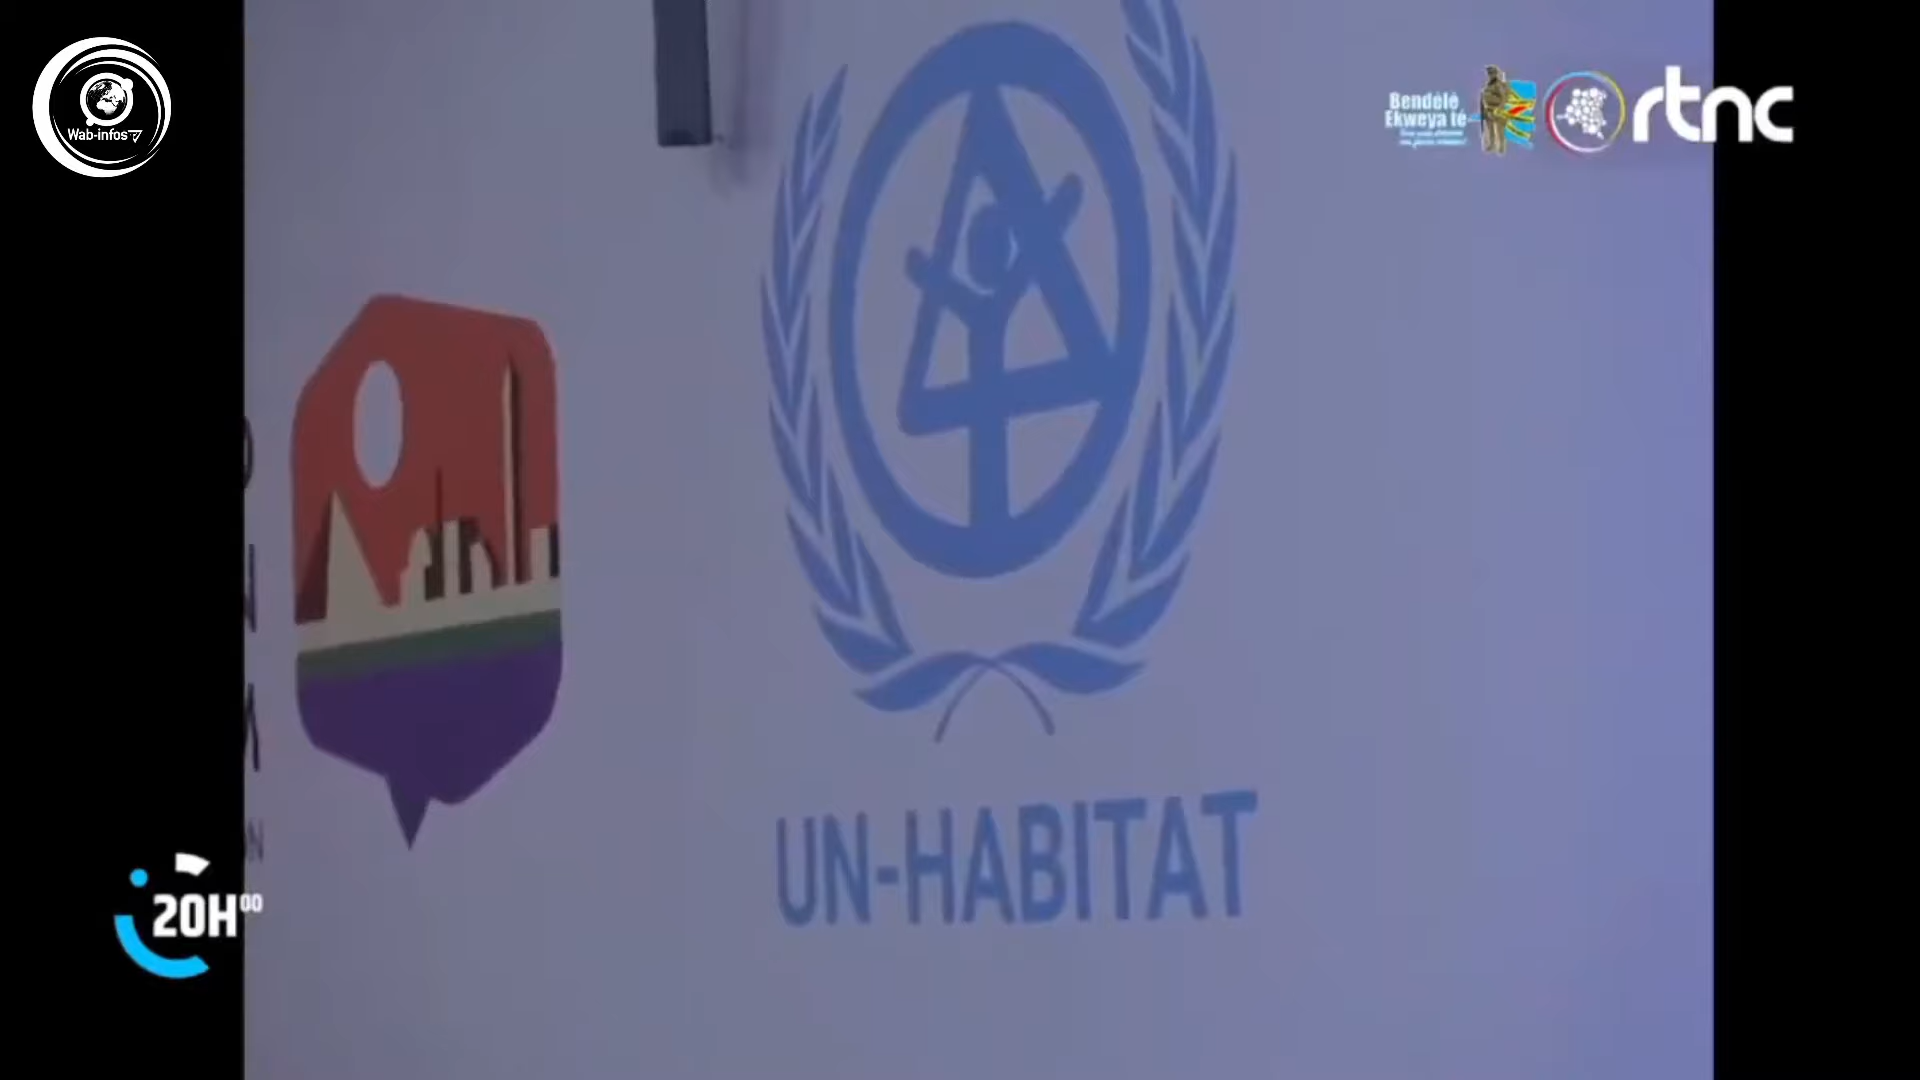 Wab-infos
Bendélé
Ekweya té
rtnc
UN-HABITAT
20H00